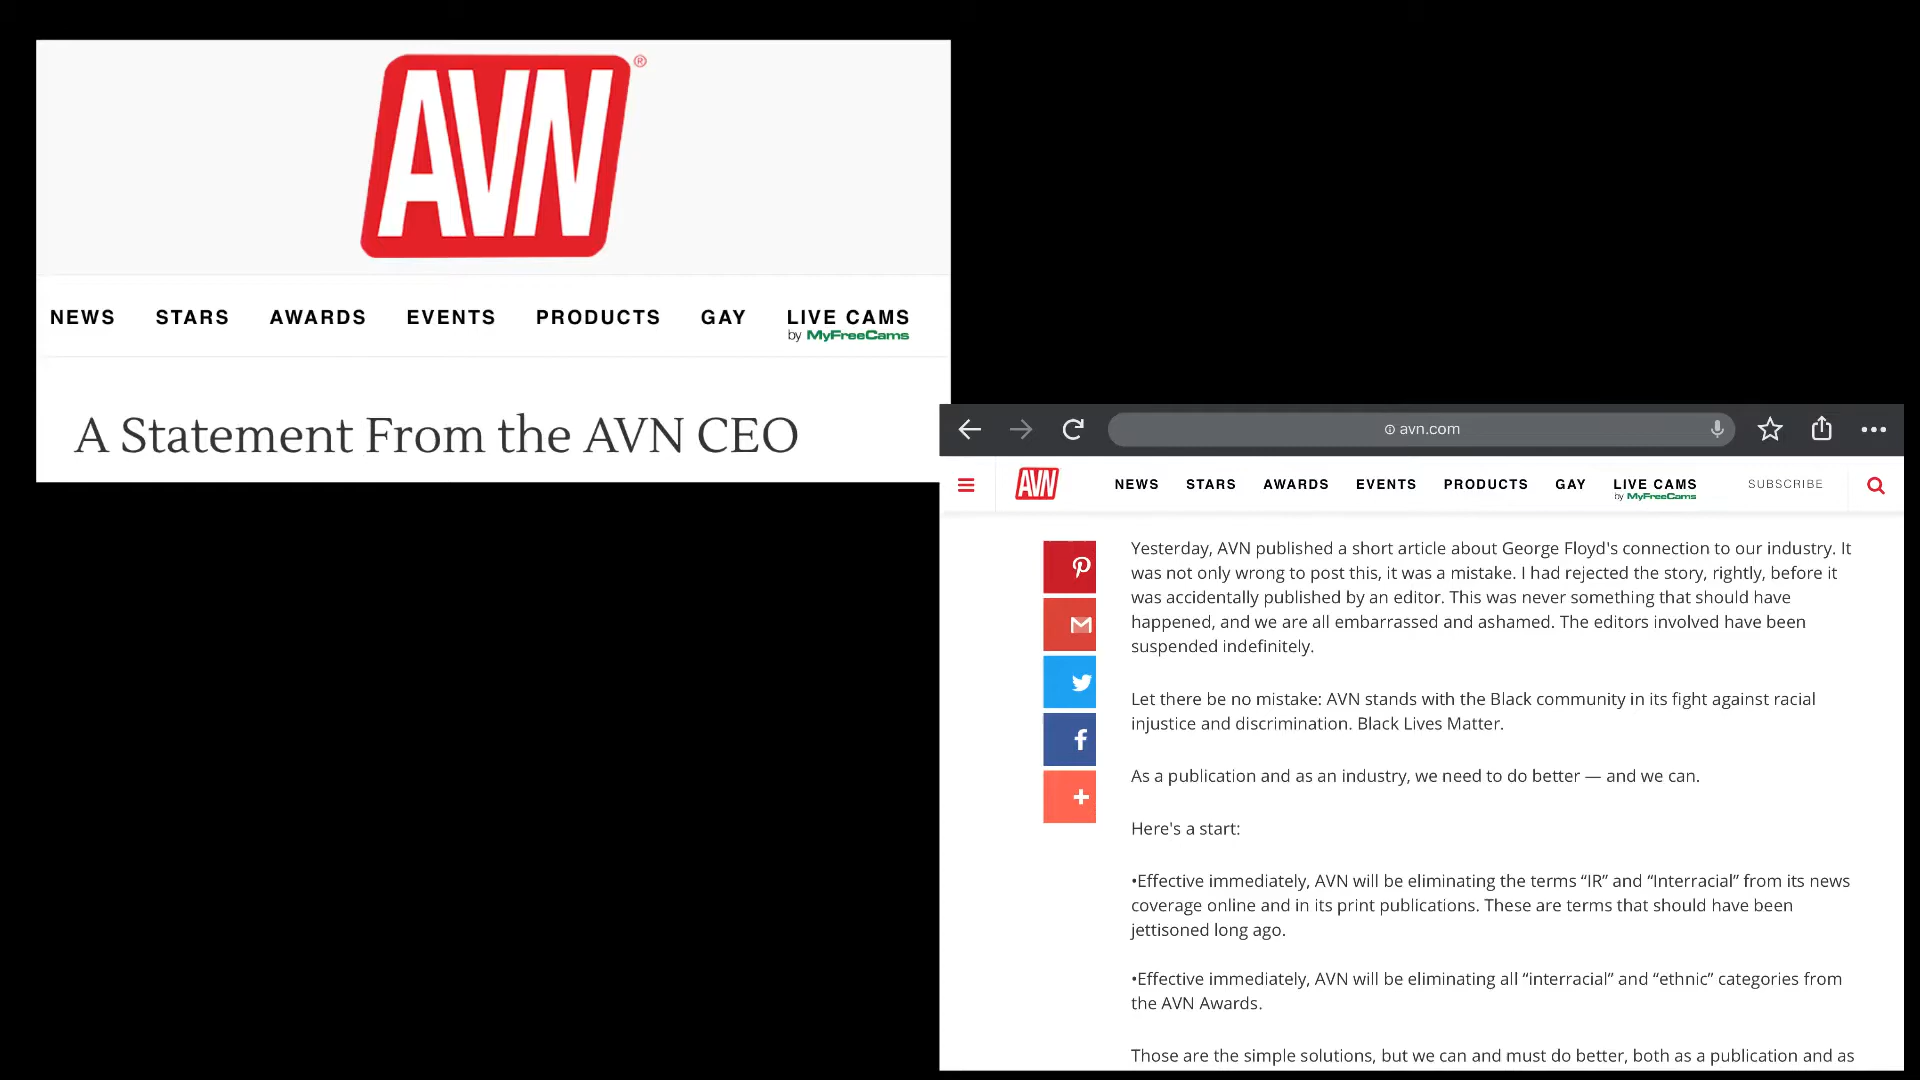 AVN®
NEWS STARS AWARDS EVENTS PRODUCTS GAY LIVE CAMS
by MyFreeCams
A Statement From the AVN CEO
avn.com
AVN NEWS STARS AWARDS EVENTS PRODUCTS GAY LIVE CAMS SUBSCRIBE
by MyFreeCams
Yesterday, AVN published a short article about George Floyd's connection to our industry. It
was not only wrong to post this, it was a mistake. I had rejected the story, rightly, before it
was accidentally published by an editor. This was never something that should have
happened, and we are all embarrassed and ashamed. The editors involved have been
suspended indefinitely.
Let there be no mistake: AVN stands with the Black community in its fight against racial
injustice and discrimination. Black Lives Matter.
As a publication and as an industry, we need to do better — and we can.
Here's a start:
•Effective immediately, AVN will be eliminating the terms “IR” and “Interracial” from its news
coverage online and in its print publications. These are terms that should have been
jettisoned long ago.
•Effective immediately, AVN will be eliminating all “interracial” and “ethnic” categories from
the AVN Awards.
Those are the simple solutions, but we can and must do better, both as a publication and as